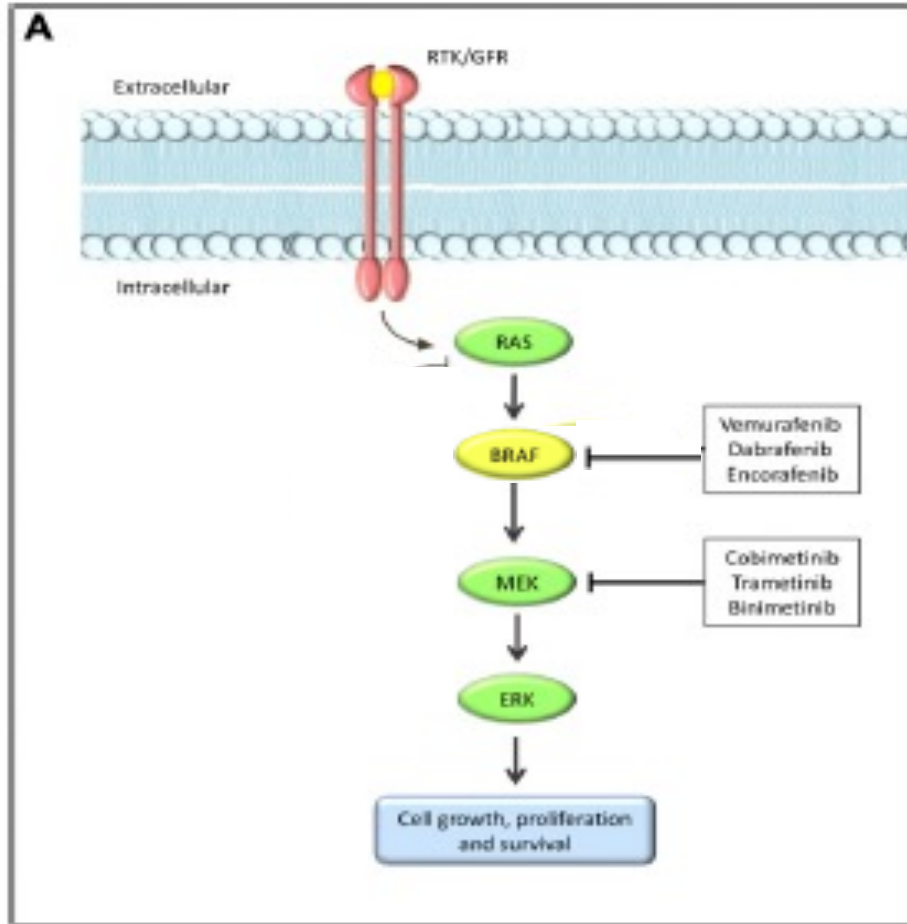 A
RTK/GFR
Extracellular
Intracellular
RAS
BRAF
Vemurafenib
Dabrafenib
Encorafenib
MEK
Cobimetinib
Trametinib
Binimetinib
ERK
Cell growth, proliferation
and survival